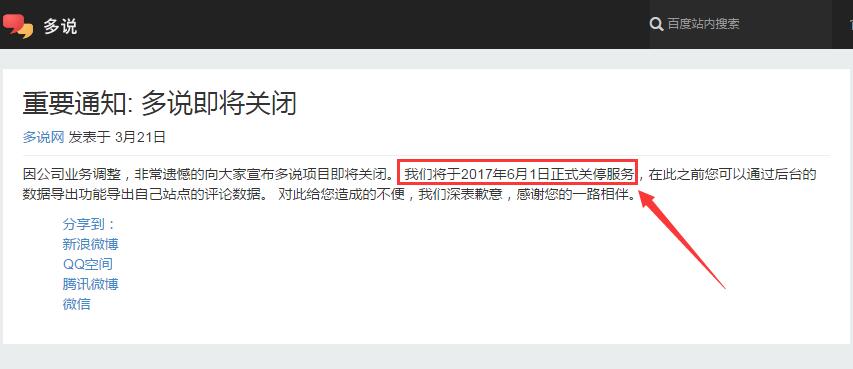 多说
百度站内搜索
重要通知: 多说即将关闭
多说网 发表于 3月21日
因公司业务调整，非常遗憾的向大家宣布多说项目即将关闭。 我们将于2017年6月1日正式关停服务，在此之前您可以通过后台的
数据导出功能导出自己站点的评论数据。 对此给您造成的不便，我们深表歉意，感谢您的一路相伴。
分享到：
新浪微博
QQ空间
腾讯微博
微信